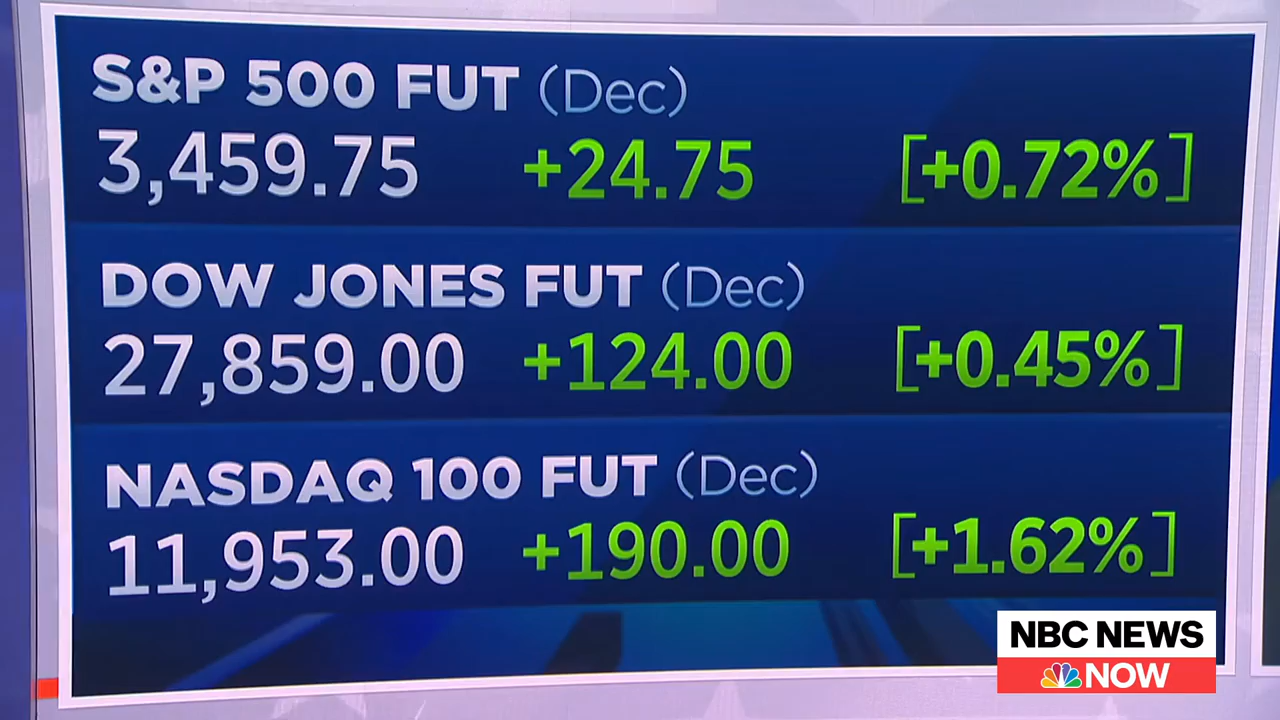 S&P 500 FUT (Dec)
3,459.75 +24.75 [+0.72%]
DOW JONES FUT (Dec)
27,859.00 +124.00 [+0.45%]
NASDAQ 100 FUT (Dec)
11,953.00 +190.00 [+1.62%]
NBC NEWS
NOW